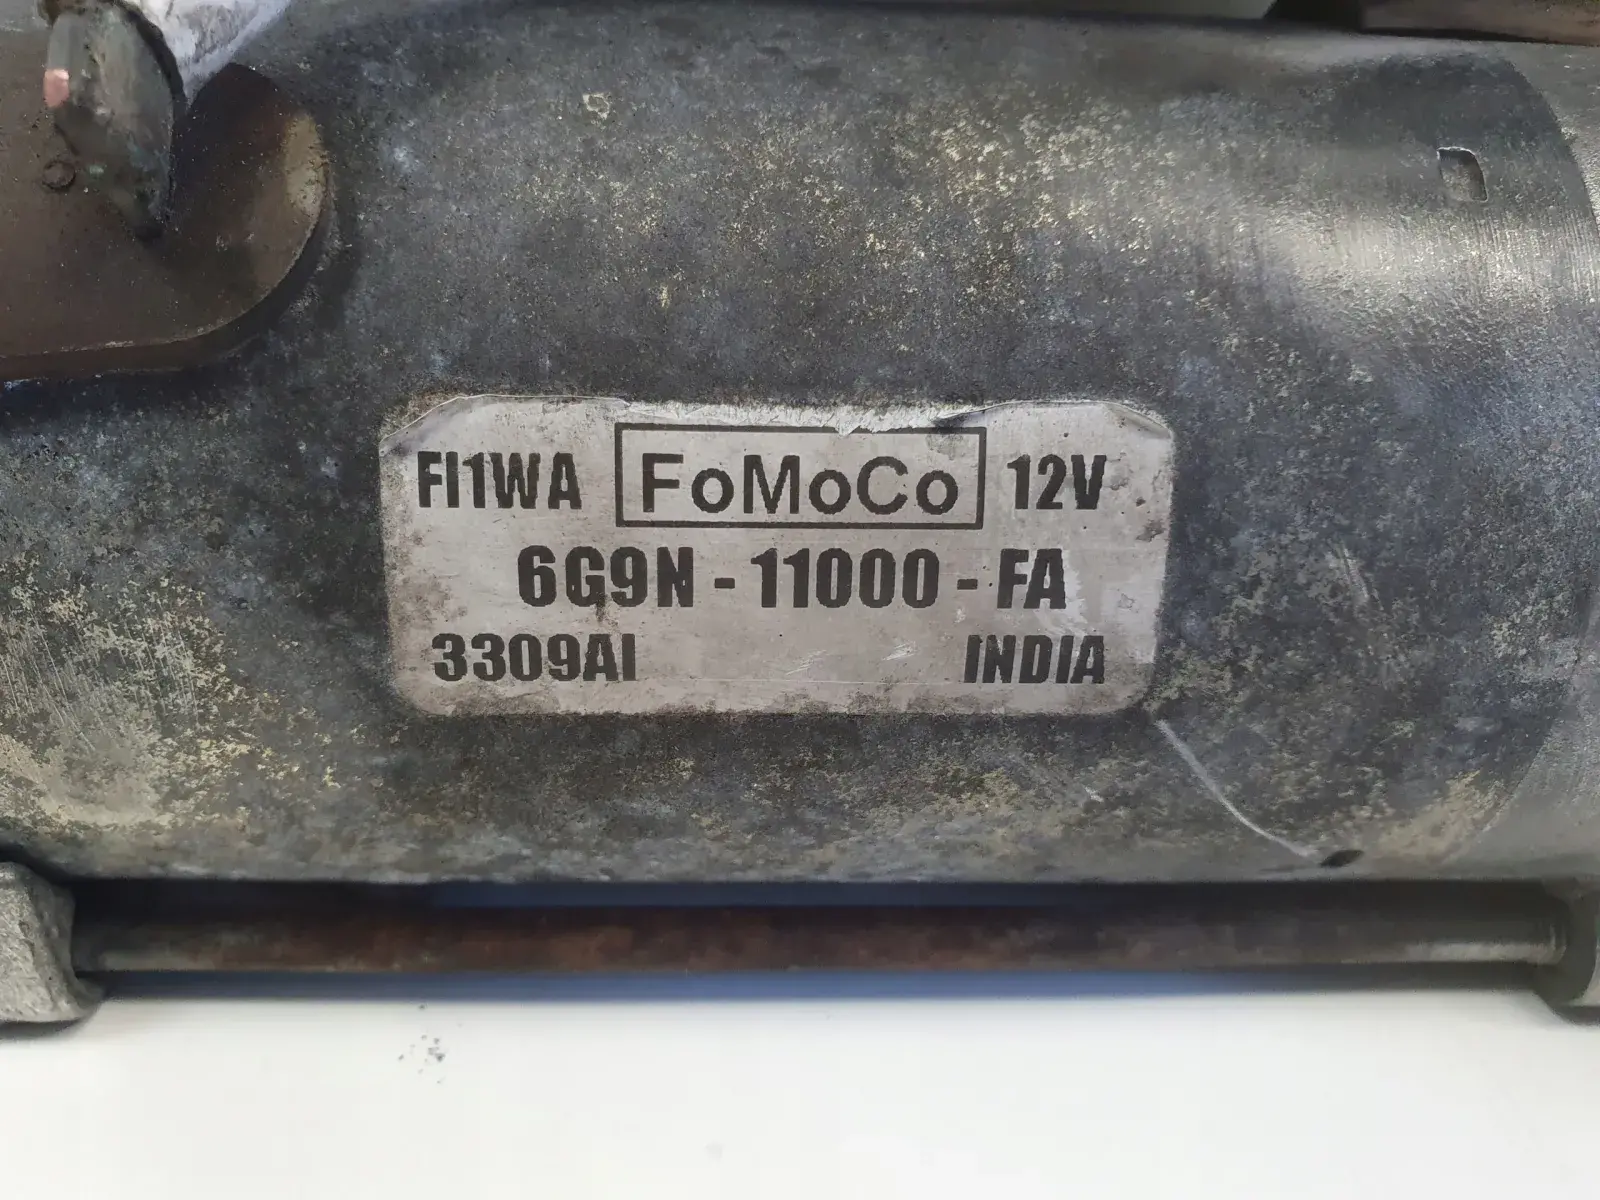 FI1WA FoMoCo 12V
6G9N - 11000 - FA
3309AI INDIA